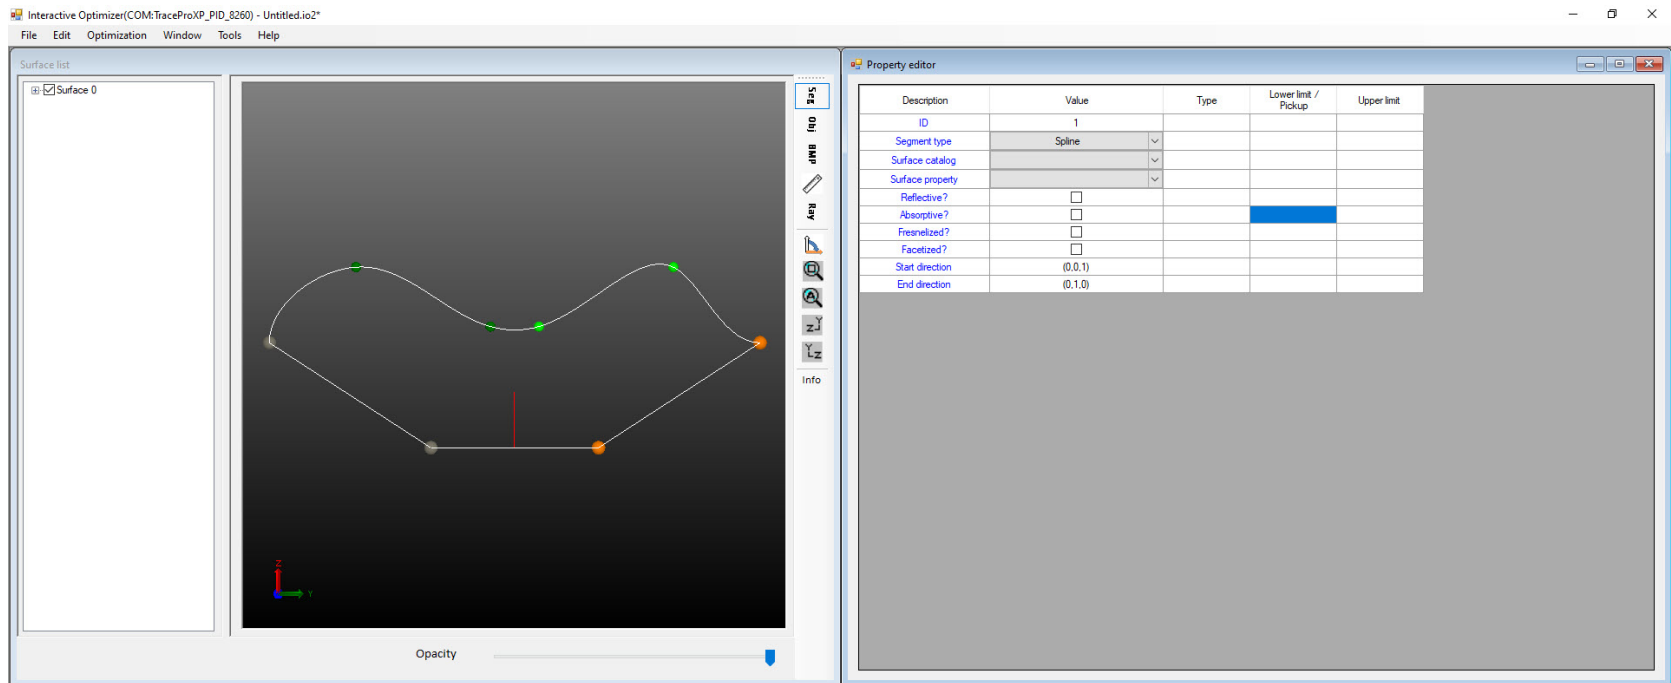 Interactive Optimizer(COM:TraceProXP_PID_8260) - Untitled.io2*
File Edit Optimization Window Tools Help
Surface list
Surface 0
Seg
Obj
BMP
Ray
Z Y
Y Z
Info
Z
Y
Opacity
Property editor
Description Value Type Lower limit / Pickup Upper limit
ID 1
Segment type Spline
Surface catalog
Surface property
Reflective?
Absorptive?
Fresnelized?
Facetized?
Start direction (0,0,1)
End direction (0,1,0)